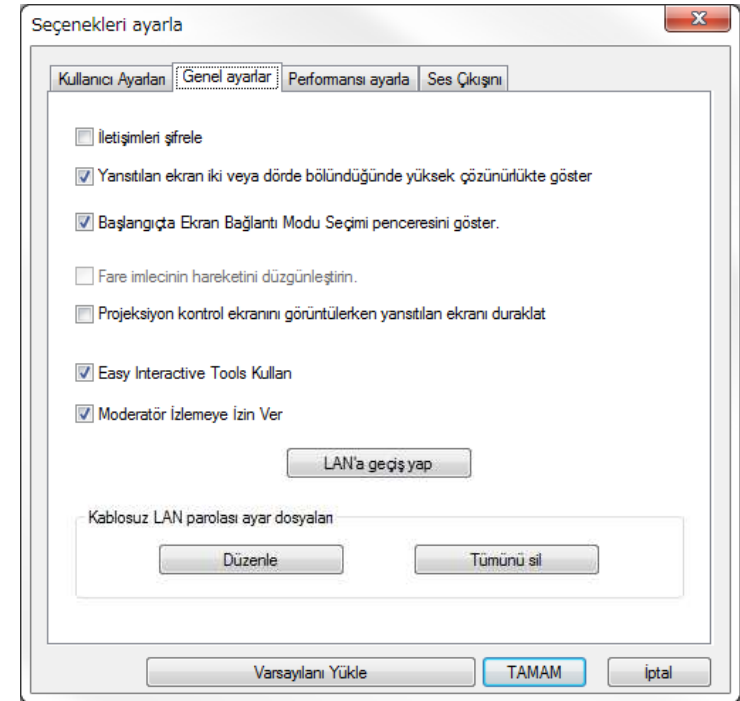 Seçenekleri ayarla
Kullanıcı Ayarları Genel ayarlar Performansı ayarla Ses Çıkışını
İletişimleri şifrele
Yansıtılan ekran iki veya dörde bölündüğünde yüksek çözünürlükte göster
Başlangıçta Ekran Bağlantı Modu Seçimi penceresini göster.
Fare imlecinin hareketini düzgünleştirin.
Projeksiyon kontrol ekranını görüntülerken yansıtılan ekranı duraklat
Easy Interactive Tools Kullan
Moderatör İzlemeye İzin Ver
LAN'a geçiş yap
Kablosuz LAN parolası ayar dosyaları
Düzenle Tümünü sil
Varsayılanı Yükle TAMAM İptal